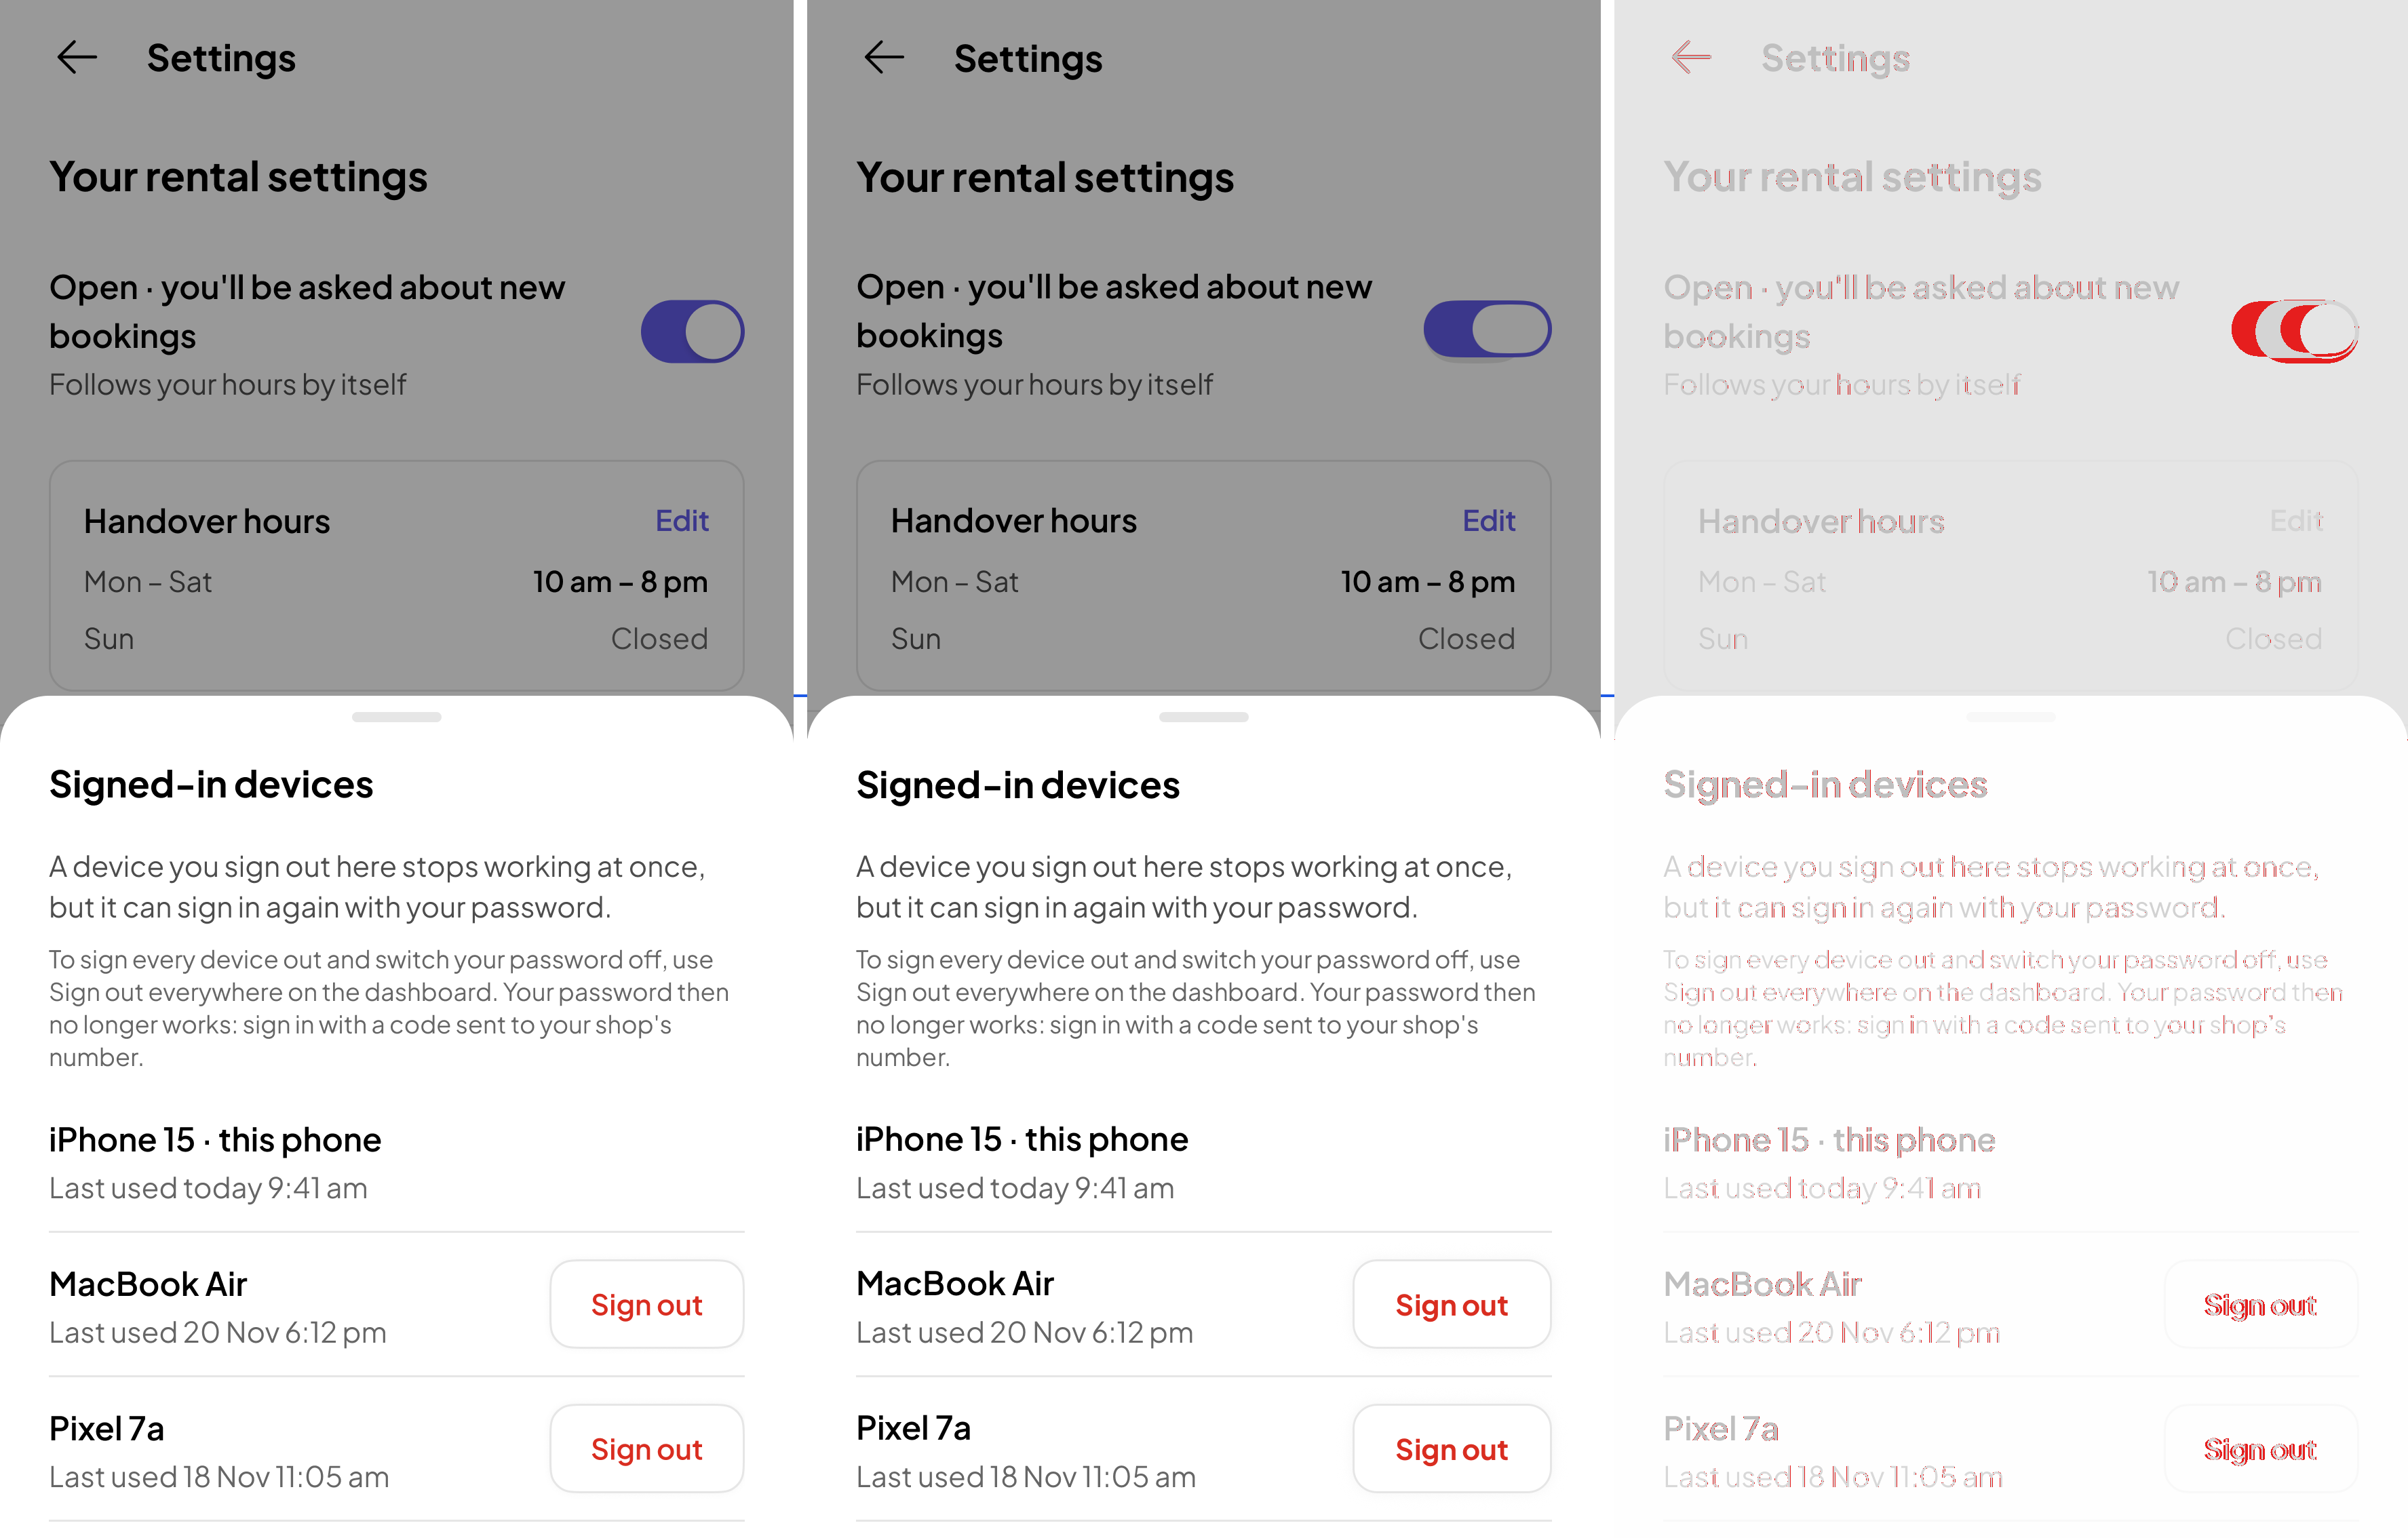 Settings
Your rental settings
Open · you'll be asked about new
bookings
Follows your hours by itself
Handover hours
Edit
Mon – Sat
10 am – 8 pm
Sun
Closed
Signed-in devices
A device you sign out here stops working at once,
but it can sign in again with your password.
To sign every device out and switch your password off, use
Sign out everywhere on the dashboard. Your password then
no longer works: sign in with a code sent to your shop's
number.
iPhone 15 · this phone
Last used today 9:41 am
MacBook Air
Last used 20 Nov 6:12 pm
Sign out
Pixel 7a
Last used 18 Nov 11:05 am
Sign out
Settings
Your rental settings
Open · you'll be asked about new
bookings
Follows your hours by itself
Handover hours
Edit
Mon – Sat
10 am – 8 pm
Sun
Closed
Signed-in devices
A device you sign out here stops working at once,
but it can sign in again with your password.
To sign every device out and switch your password off, use
Sign out everywhere on the dashboard. Your password then
no longer works: sign in with a code sent to your shop's
number.
iPhone 15 · this phone
Last used today 9:41 am
MacBook Air
Last used 20 Nov 6:12 pm
Sign out
Pixel 7a
Last used 18 Nov 11:05 am
Sign out
Settings
Your rental settings
Open · you'll be asked about new
bookings
Follows your hours by itself
Handover hours
Edit
Mon – Sat
10 am – 8 pm
Sun
Closed
Signed-in devices
A device you sign out here stops working at once,
but it can sign in again with your password.
To sign every device out and switch your password off, use
Sign out everywhere on the dashboard. Your password then
no longer works: sign in with a code sent to your shop's
number.
iPhone 15 · this phone
Last used today 9:41 am
MacBook Air
Last used 20 Nov 6:12 pm
Sign out
Pixel 7a
Last used 18 Nov 11:05 am
Sign out